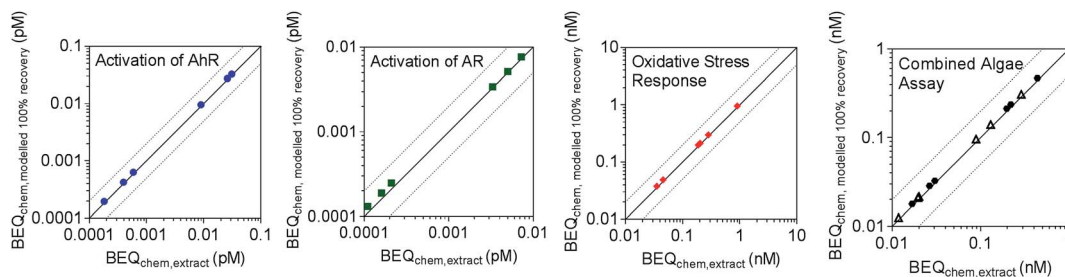 BEQchem,modelled 100% recovery (pM)
0.1
0.01
0.001
0.0001
Activation of AhR
0.0001 0.001 0.01 0.1
BEQchem,extract (pM)
BEQchem, modelled 100% recovery (pM)
0.01
0.001
0.0001
Activation of AR
0.0001 0.001 0.01
BEQchem,extract (pM)
BEQchem, modelled 100% recovery (nM)
10
1
0.1
0.01
Oxidative Stress
Response
0.01 0.1 1 10
BEQchem,extract (nM)
BEQchem, modelled 100% recovery (nM)
1
0.1
0.01
Combined Algae
Assay
0.01 0.1 1
BEQchem,extract (nM)